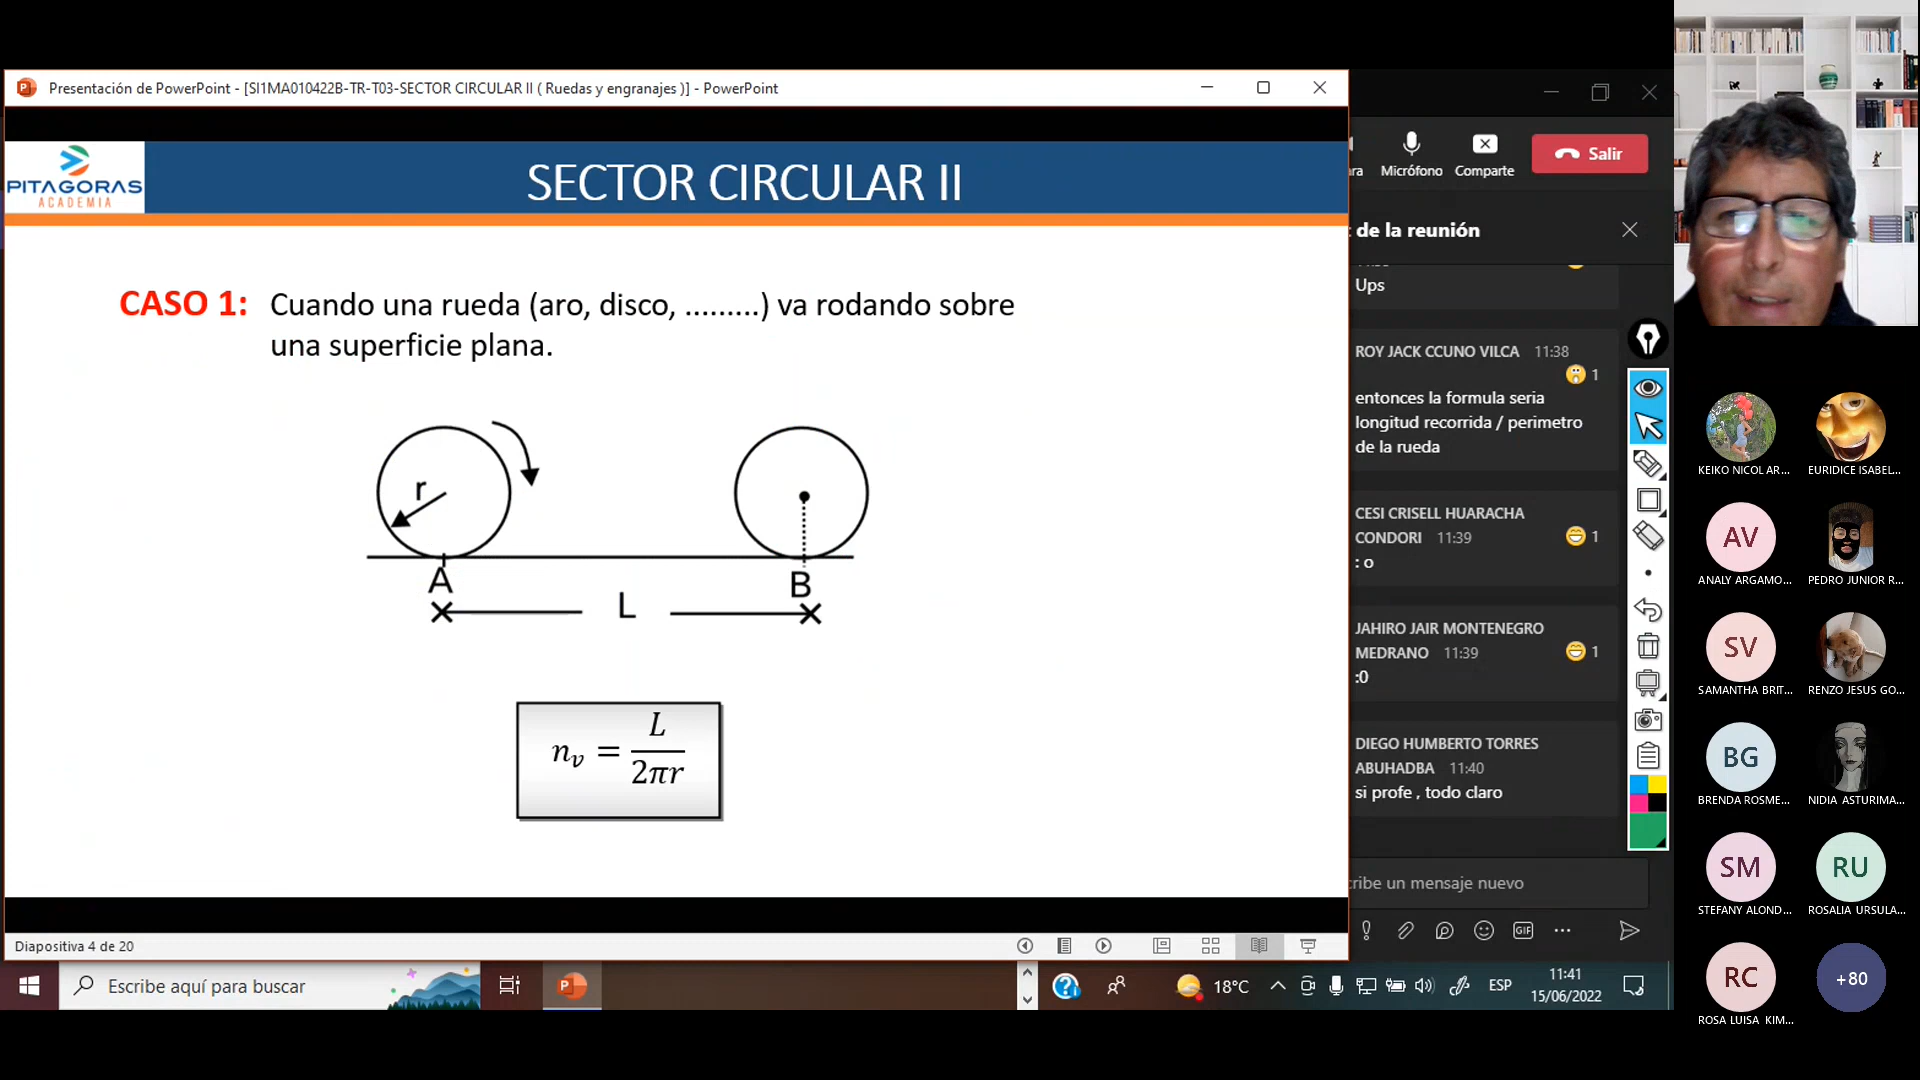 Presentación de PowerPoint - [SI1MA010422B-TR-T03-SECTOR CIRCULAR II ( Ruedas y engranajes )] - PowerPoint
PITAGORAS
ACADEMIA
SECTOR CIRCULAR II
CASO 1: Cuando una rueda (aro, disco, .........) va rodando sobre
una superficie plana.
r
A
B
L
n_v = L / 2πr
Diapositiva 4 de 20
Escribe aquí para buscar
18°C
ESP
11:41
15/06/2022
ra
Micrófono
Comparte
Salir
de la reunión
Ups
ROY JACK CCUNO VILCA 11:38
1
entonces la formula seria
longitud recorrida / perimetro
de la rueda
CESI CRISELL HUARACHA
CONDORI 11:39
1
: o
JAHIRO JAIR MONTENEGRO
MEDRANO 11:39
1
:0
DIEGO HUMBERTO TORRES
ABUHADBA 11:40
si profe , todo claro
cribe un mensaje nuevo
GIF
KEIKO NICOL AR...
EURIDICE ISABEL...
AV
ANALY ARGAMO...
PEDRO JUNIOR R...
SV
SAMANTHA BRIT...
RENZO JESUS GO...
BG
BRENDA ROSME...
NIDIA ASTURIMA...
SM
STEFANY ALOND...
RU
ROSALIA URSULA...
RC
ROSA LUISA KIM...
+80